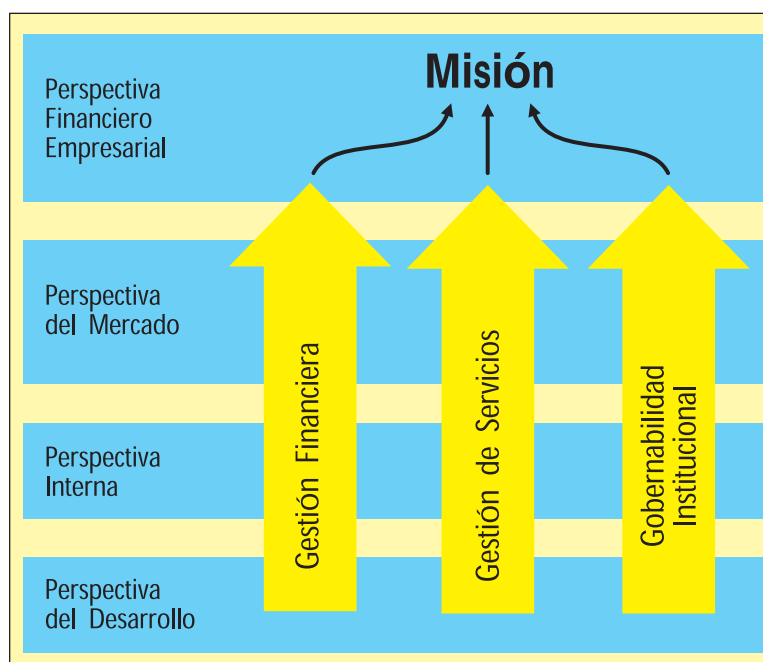 Misión
Perspectiva
Financiero
Empresarial
Perspectiva
del Mercado
Perspectiva
Interna
Perspectiva
del Desarrollo
Gestión Financiera
Gestión de Servicios
Gobernabilidad
Institucional